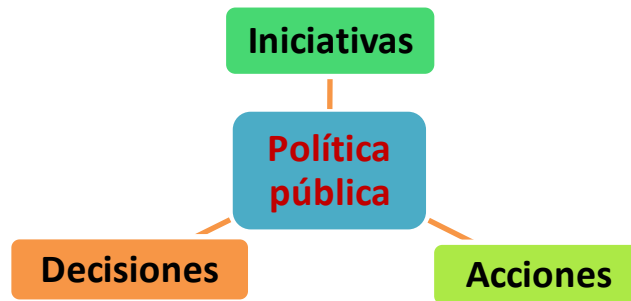 Iniciativas
Política
pública
Decisiones
Acciones